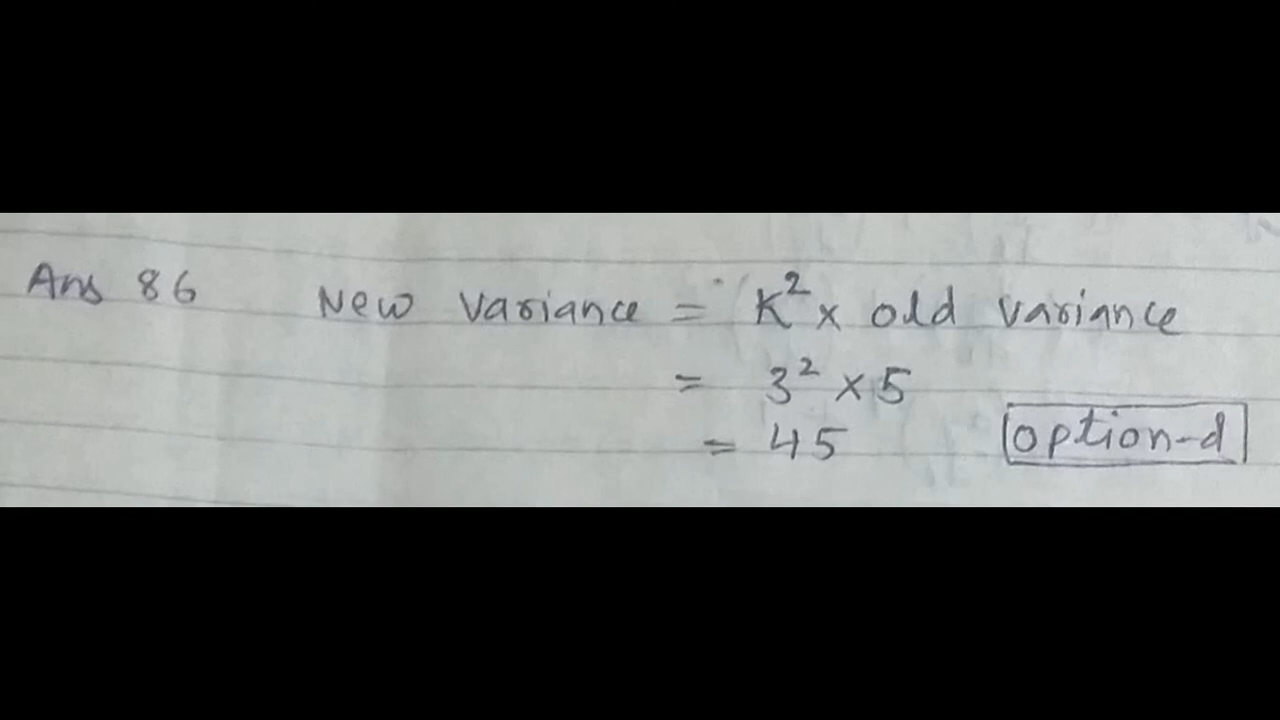 Ans 86 New Variance = K² × old variance
= 3² × 5
= 45 option-d